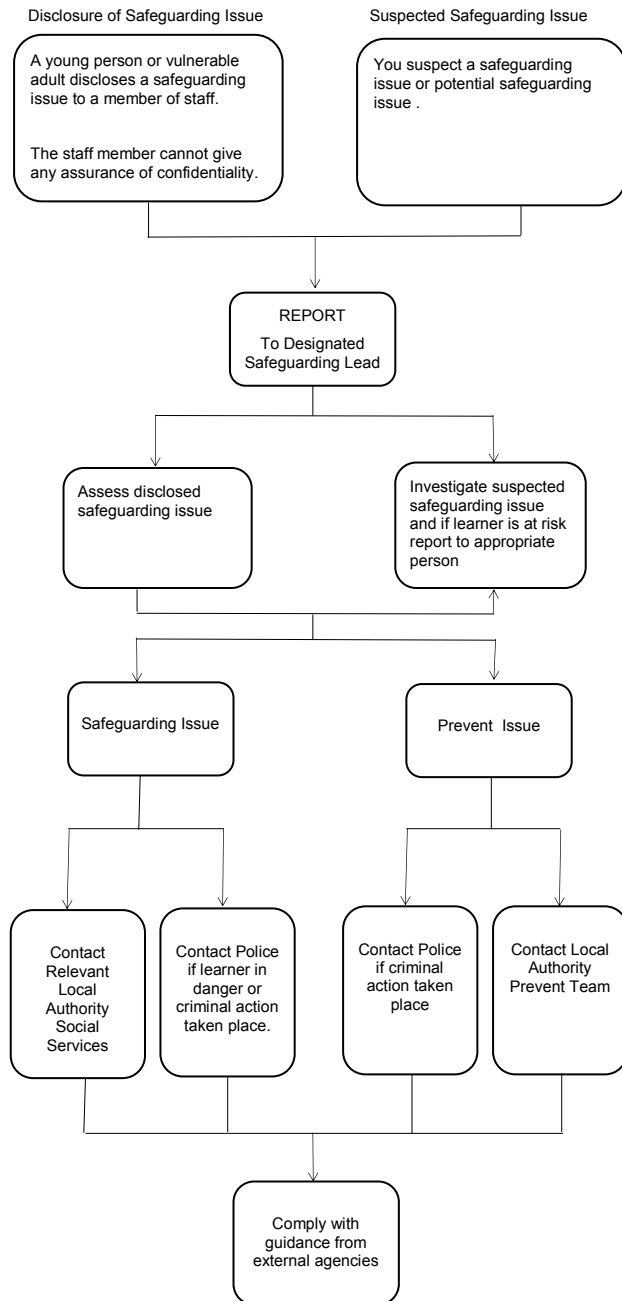 Disclosure of Safeguarding Issue
Suspected Safeguarding Issue
A young person or vulnerable
adult discloses a safeguarding
issue to a member of staff.
The staff member cannot give
any assurance of confidentiality.
You suspect a safeguarding
issue or potential safeguarding
issue .
REPORT
To Designated
Safeguarding Lead
Assess disclosed
safeguarding issue
Investigate suspected
safeguarding issue
and if learner is at risk
report to appropriate
person
Safeguarding Issue
Prevent Issue
Contact
Relevant
Local
Authority
Social
Services
Contact Police
if learner in
danger or
criminal action
taken place.
Contact Police
if criminal
action taken
place
Contact Local
Authority
Prevent Team
Comply with
guidance from
external agencies